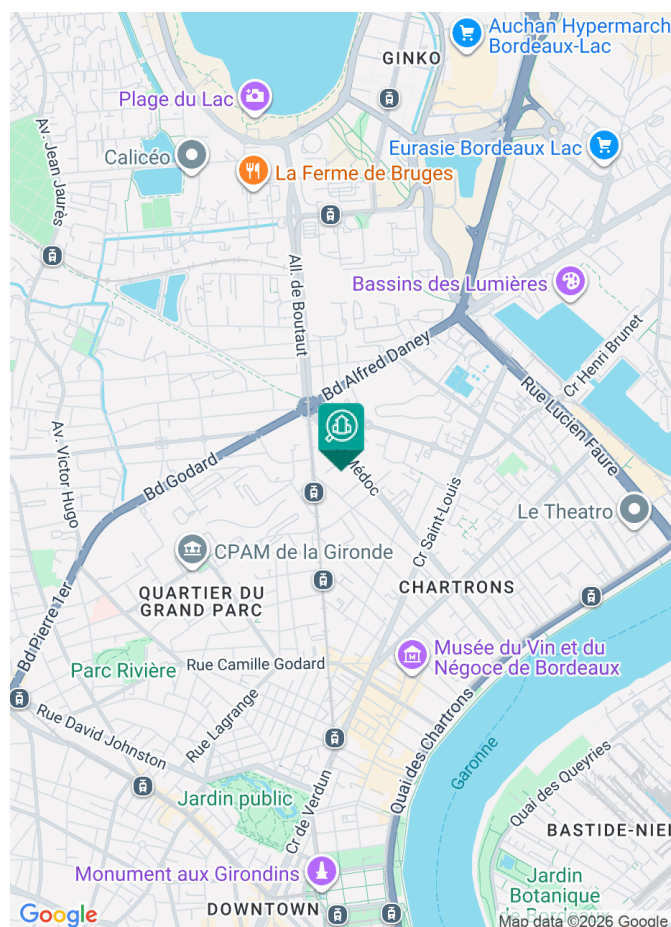 Auchan Hypermarch
Bordeaux-Lac
GINKO
Plage du Lac
Eurasie Bordeaux Lac
Calicéo
La Ferme de Bruges
Av. Jean Jaurès
All. de Boutaut
Bassins des Lumières
Cr Henri Brunet
Bd Alfred Daney
Rue Lucien Faure
Av. Victor Hugo
Médoc
Bd Godard
Cr Saint-Louis
Le Theatro
CPAM de la Gironde
CHARTRONS
QUARTIER DU
GRAND PARC
Bd Pierre 1er
Musée du Vin et du
Négoce de Bordeaux
Rue Camille Godard
Parc Rivière
Rue Lagrange
Rue David Johnston
Quai des Chartrons
Garonne
Quai des Queyries
Jardin public
Cr de Verdun
BASTIDE-NIE
Monument aux Girondins
Jardin
Botanique
de Bordeaux
DOWNTOWN
Google
Map data ©2026 Google